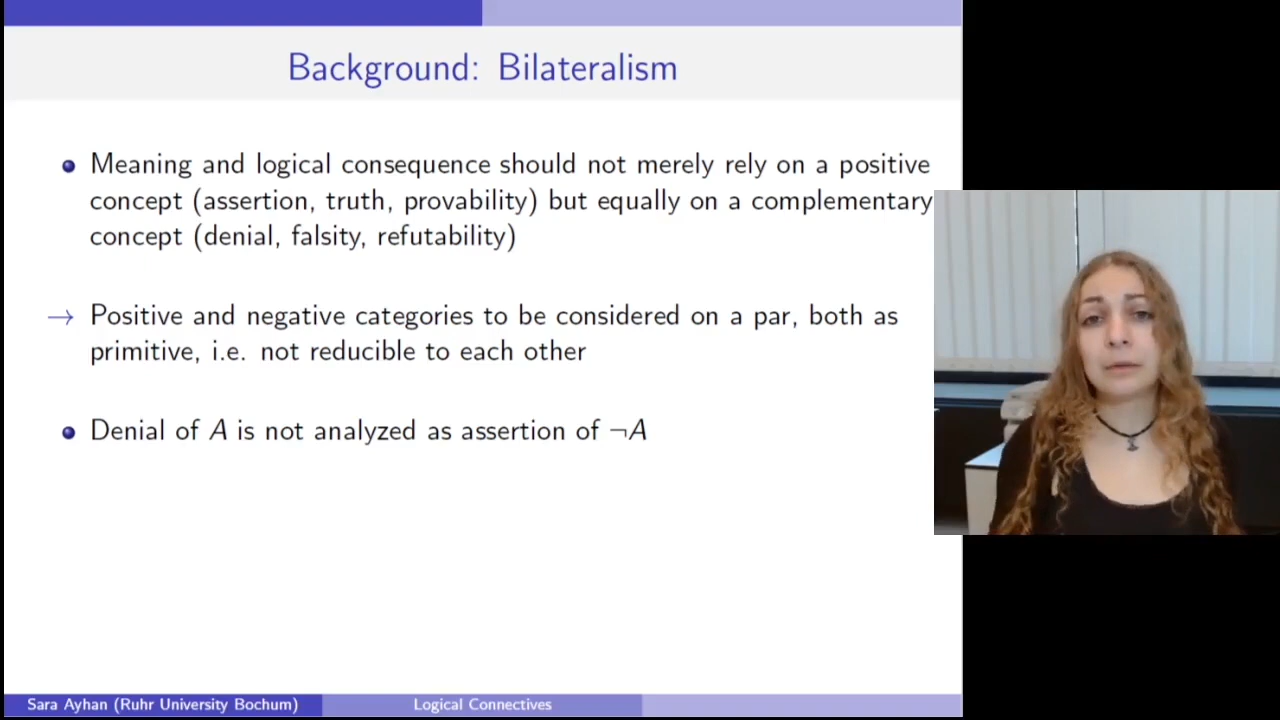 Background: Bilateralism
Meaning and logical consequence should not merely rely on a positive
concept (assertion, truth, provability) but equally on a complementary
concept (denial, falsity, refutability)
→ Positive and negative categories to be considered on a par, both as
primitive, i.e. not reducible to each other
Denial of A is not analyzed as assertion of ¬A
Sara Ayhan (Ruhr University Bochum)
Logical Connectives